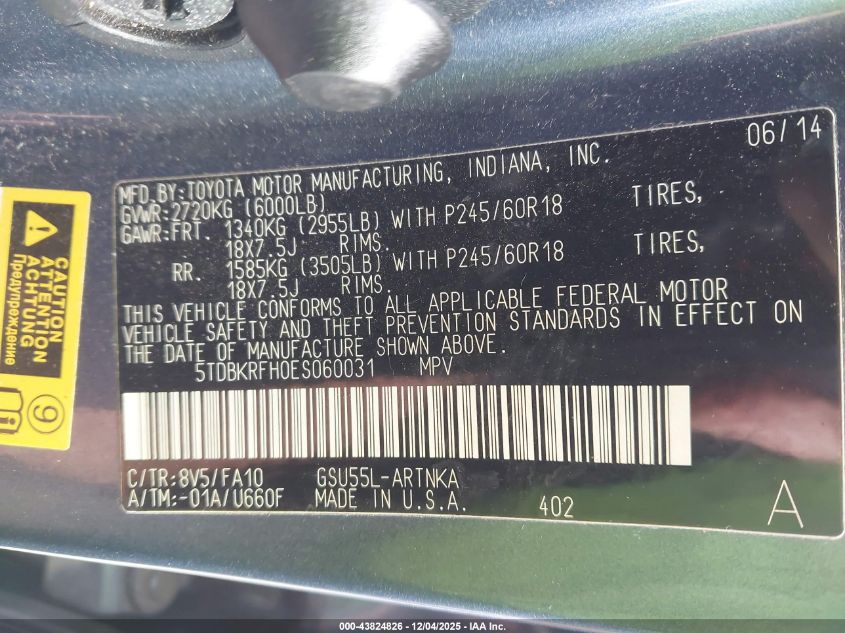 06/14
MFD.BY:TOYOTA MOTOR MANUFACTURING, INDIANA, INC.
GVWR:2720KG (6000LB)
GAWR:FRT. 1340KG (2955LB) WITH P245/60R18 TIRES,
18X7.5J RIMS.
RR. 1585KG (3505LB) WITH P245/60R18 TIRES,
18X7.5J RIMS.
THIS VEHICLE CONFORMS TO ALL APPLICABLE FEDERAL MOTOR
VEHICLE SAFETY AND THEFT PREVENTION STANDARDS IN EFFECT ON
THE DATE OF MANUFACTURE SHOWN ABOVE.
5TDBKRFH0ES060031 MPV
C/TR:8V5/FA10 GSU55L-ARTNKA
A/TM:-01A/U660F MADE IN U.S.A. 402 A
CAUTION
ATTENTION
ACHTUNG
Предупреждение
9
000-43824826 - 12/04/2025 - IAA Inc.